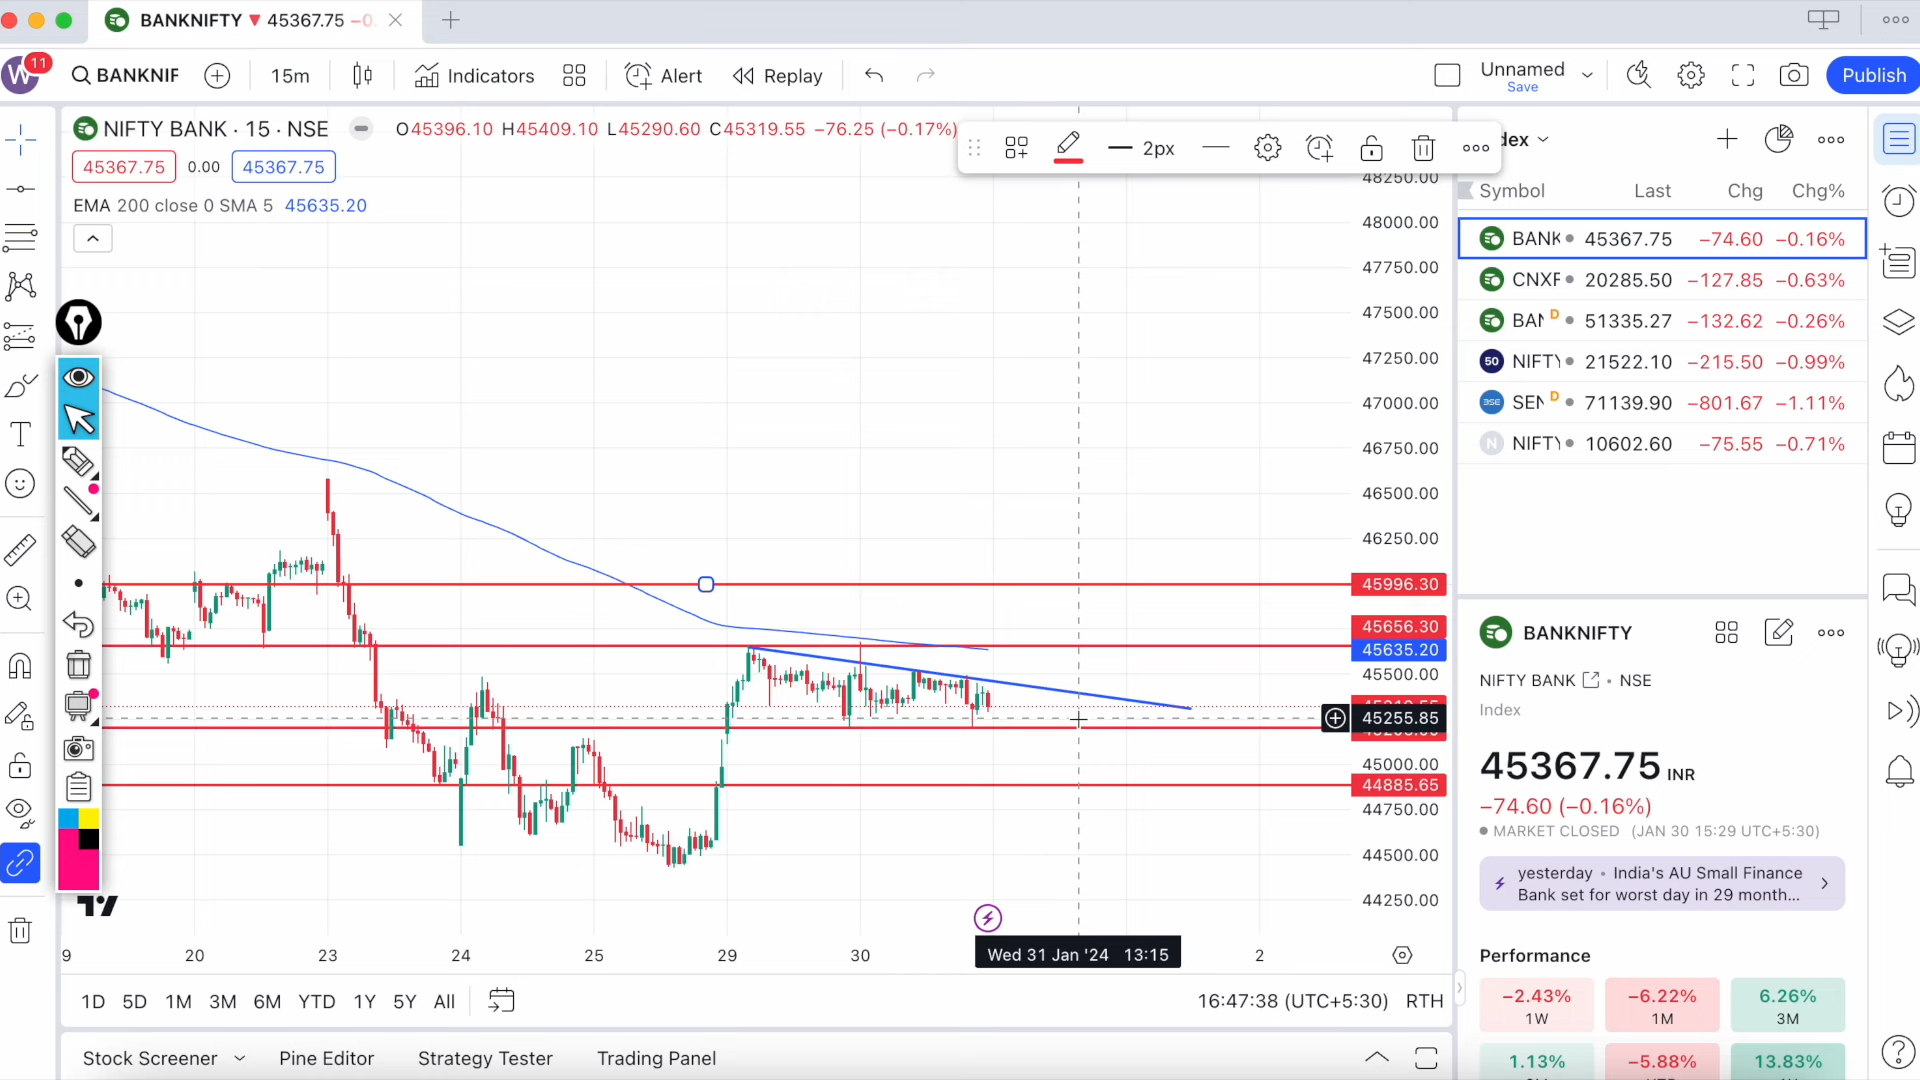 BANKNIFTY ▼ 45367.75 −0.
W 11 BANKNIF 15m Indicators Alert Replay Unnamed Save Publish
NIFTY BANK · 15 · NSE O45396.10 H45409.10 L45290.60 C45319.55 −76.25 (−0.17%)
2px
dex
45367.75 0.00 45367.75
EMA 200 close 0 SMA 5 45635.20
48250.00
48000.00
47750.00
47500.00
47250.00
47000.00
46750.00
46500.00
46250.00
45996.30
45656.30
45635.20
45500.00
45255.85
45000.00
44885.65
44750.00
44500.00
44250.00
9 20 23 24 25 29 30 Wed 31 Jan '24 13:15 2
1D 5D 1M 3M 6M YTD 1Y 5Y All 16:47:38 (UTC+5:30) RTH
Stock Screener Pine Editor Strategy Tester Trading Panel
Symbol Last Chg Chg%
BANK 45367.75 −74.60 −0.16%
CNXF 20285.50 −127.85 −0.63%
BAN D 51335.27 −132.62 −0.26%
50 NIFTY 21522.10 −215.50 −0.99%
BSE SEN D 71139.90 −801.67 −1.11%
N NIFTY 10602.60 −75.55 −0.71%
BANKNIFTY
NIFTY BANK • NSE
Index
45367.75 INR
−74.60 (−0.16%)
MARKET CLOSED (JAN 30 15:29 UTC+5:30)
yesterday • India's AU Small Finance
Bank set for worst day in 29 month...
Performance
−2.43% −6.22% 6.26%
1W 1M 3M
1.13% −5.88% 13.83%